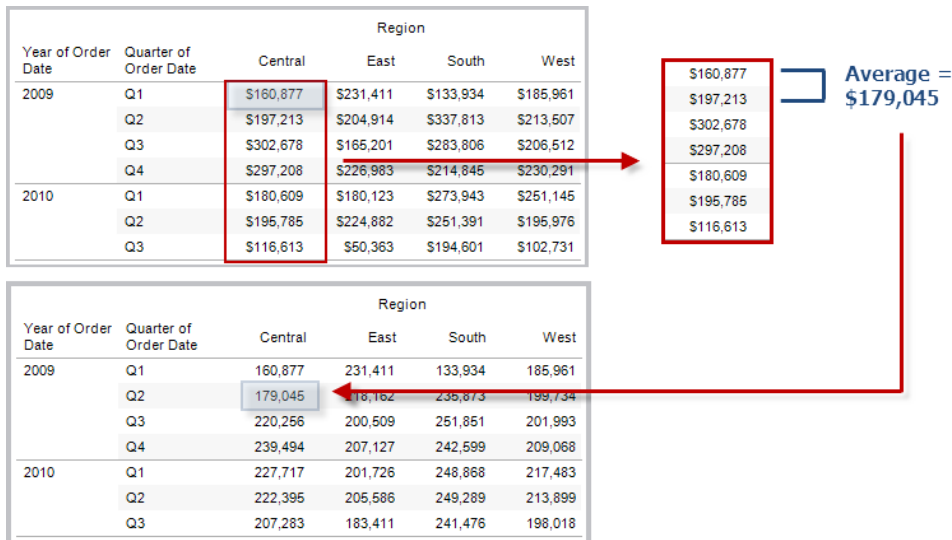 Region
Year of Order Date Quarter of Order Date Central East South West
2009 Q1 $160,877 $231,411 $133,934 $185,961
Q2 $197,213 $204,914 $337,813 $213,507
Q3 $302,678 $165,201 $283,806 $206,512
Q4 $297,208 $226,983 $214,845 $230,291
2010 Q1 $180,609 $180,123 $273,943 $251,145
Q2 $195,785 $224,882 $251,391 $195,976
Q3 $116,613 $50,363 $194,601 $102,731
$160,877
$197,213
$302,678
$297,208
$180,609
$195,785
$116,613
Average =
$179,045
Region
Year of Order Date Quarter of Order Date Central East South West
2009 Q1 160,877 231,411 133,934 185,961
Q2 179,045 218,162 235,873 199,734
Q3 220,256 200,509 251,851 201,993
Q4 239,494 207,127 242,599 209,068
2010 Q1 227,717 201,726 248,868 217,483
Q2 222,395 205,586 249,289 213,899
Q3 207,283 183,411 241,476 198,018